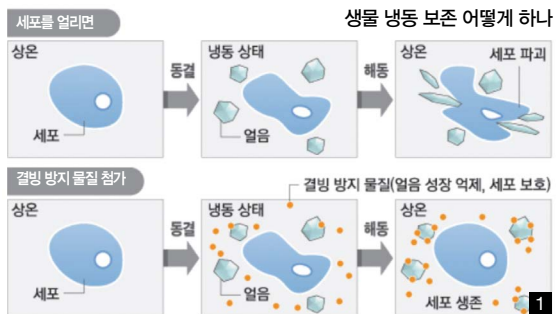 생물 냉동 보존 어떻게 하나
세포를 얼리면
상온
세포
동결
냉동 상태
얼음
해동
상온
세포 파괴
결빙 방지 물질 첨가
결빙 방지 물질(얼음 성장 억제, 세포 보호)
상온
세포
동결
냉동 상태
얼음
해동
상온
세포 생존
1